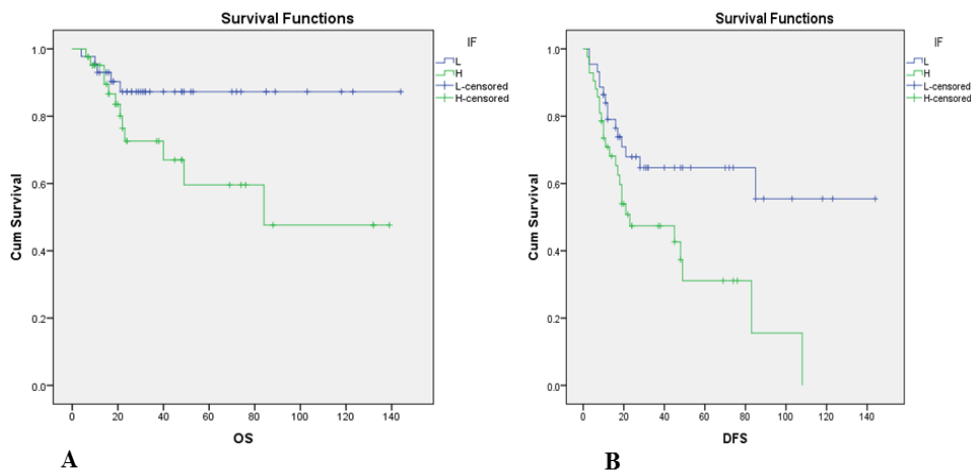 Survival Functions
IF
L
H
L-censored
H-censored
Cum Survival
1.0
0.8
0.6
0.4
0.2
0.0
0 20 40 60 80 100 120 140
OS
A
Survival Functions
IF
L
H
L-censored
H-censored
Cum Survival
1.0
0.8
0.6
0.4
0.2
0.0
0 20 40 60 80 100 120 140
DFS
B